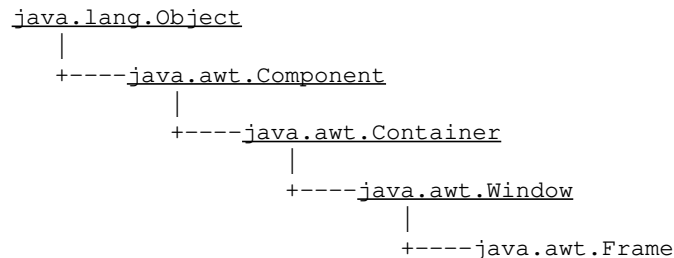 java.lang.Object
|
+----java.awt.Component
|
+----java.awt.Container
|
+----java.awt.Window
|
+----java.awt.Frame